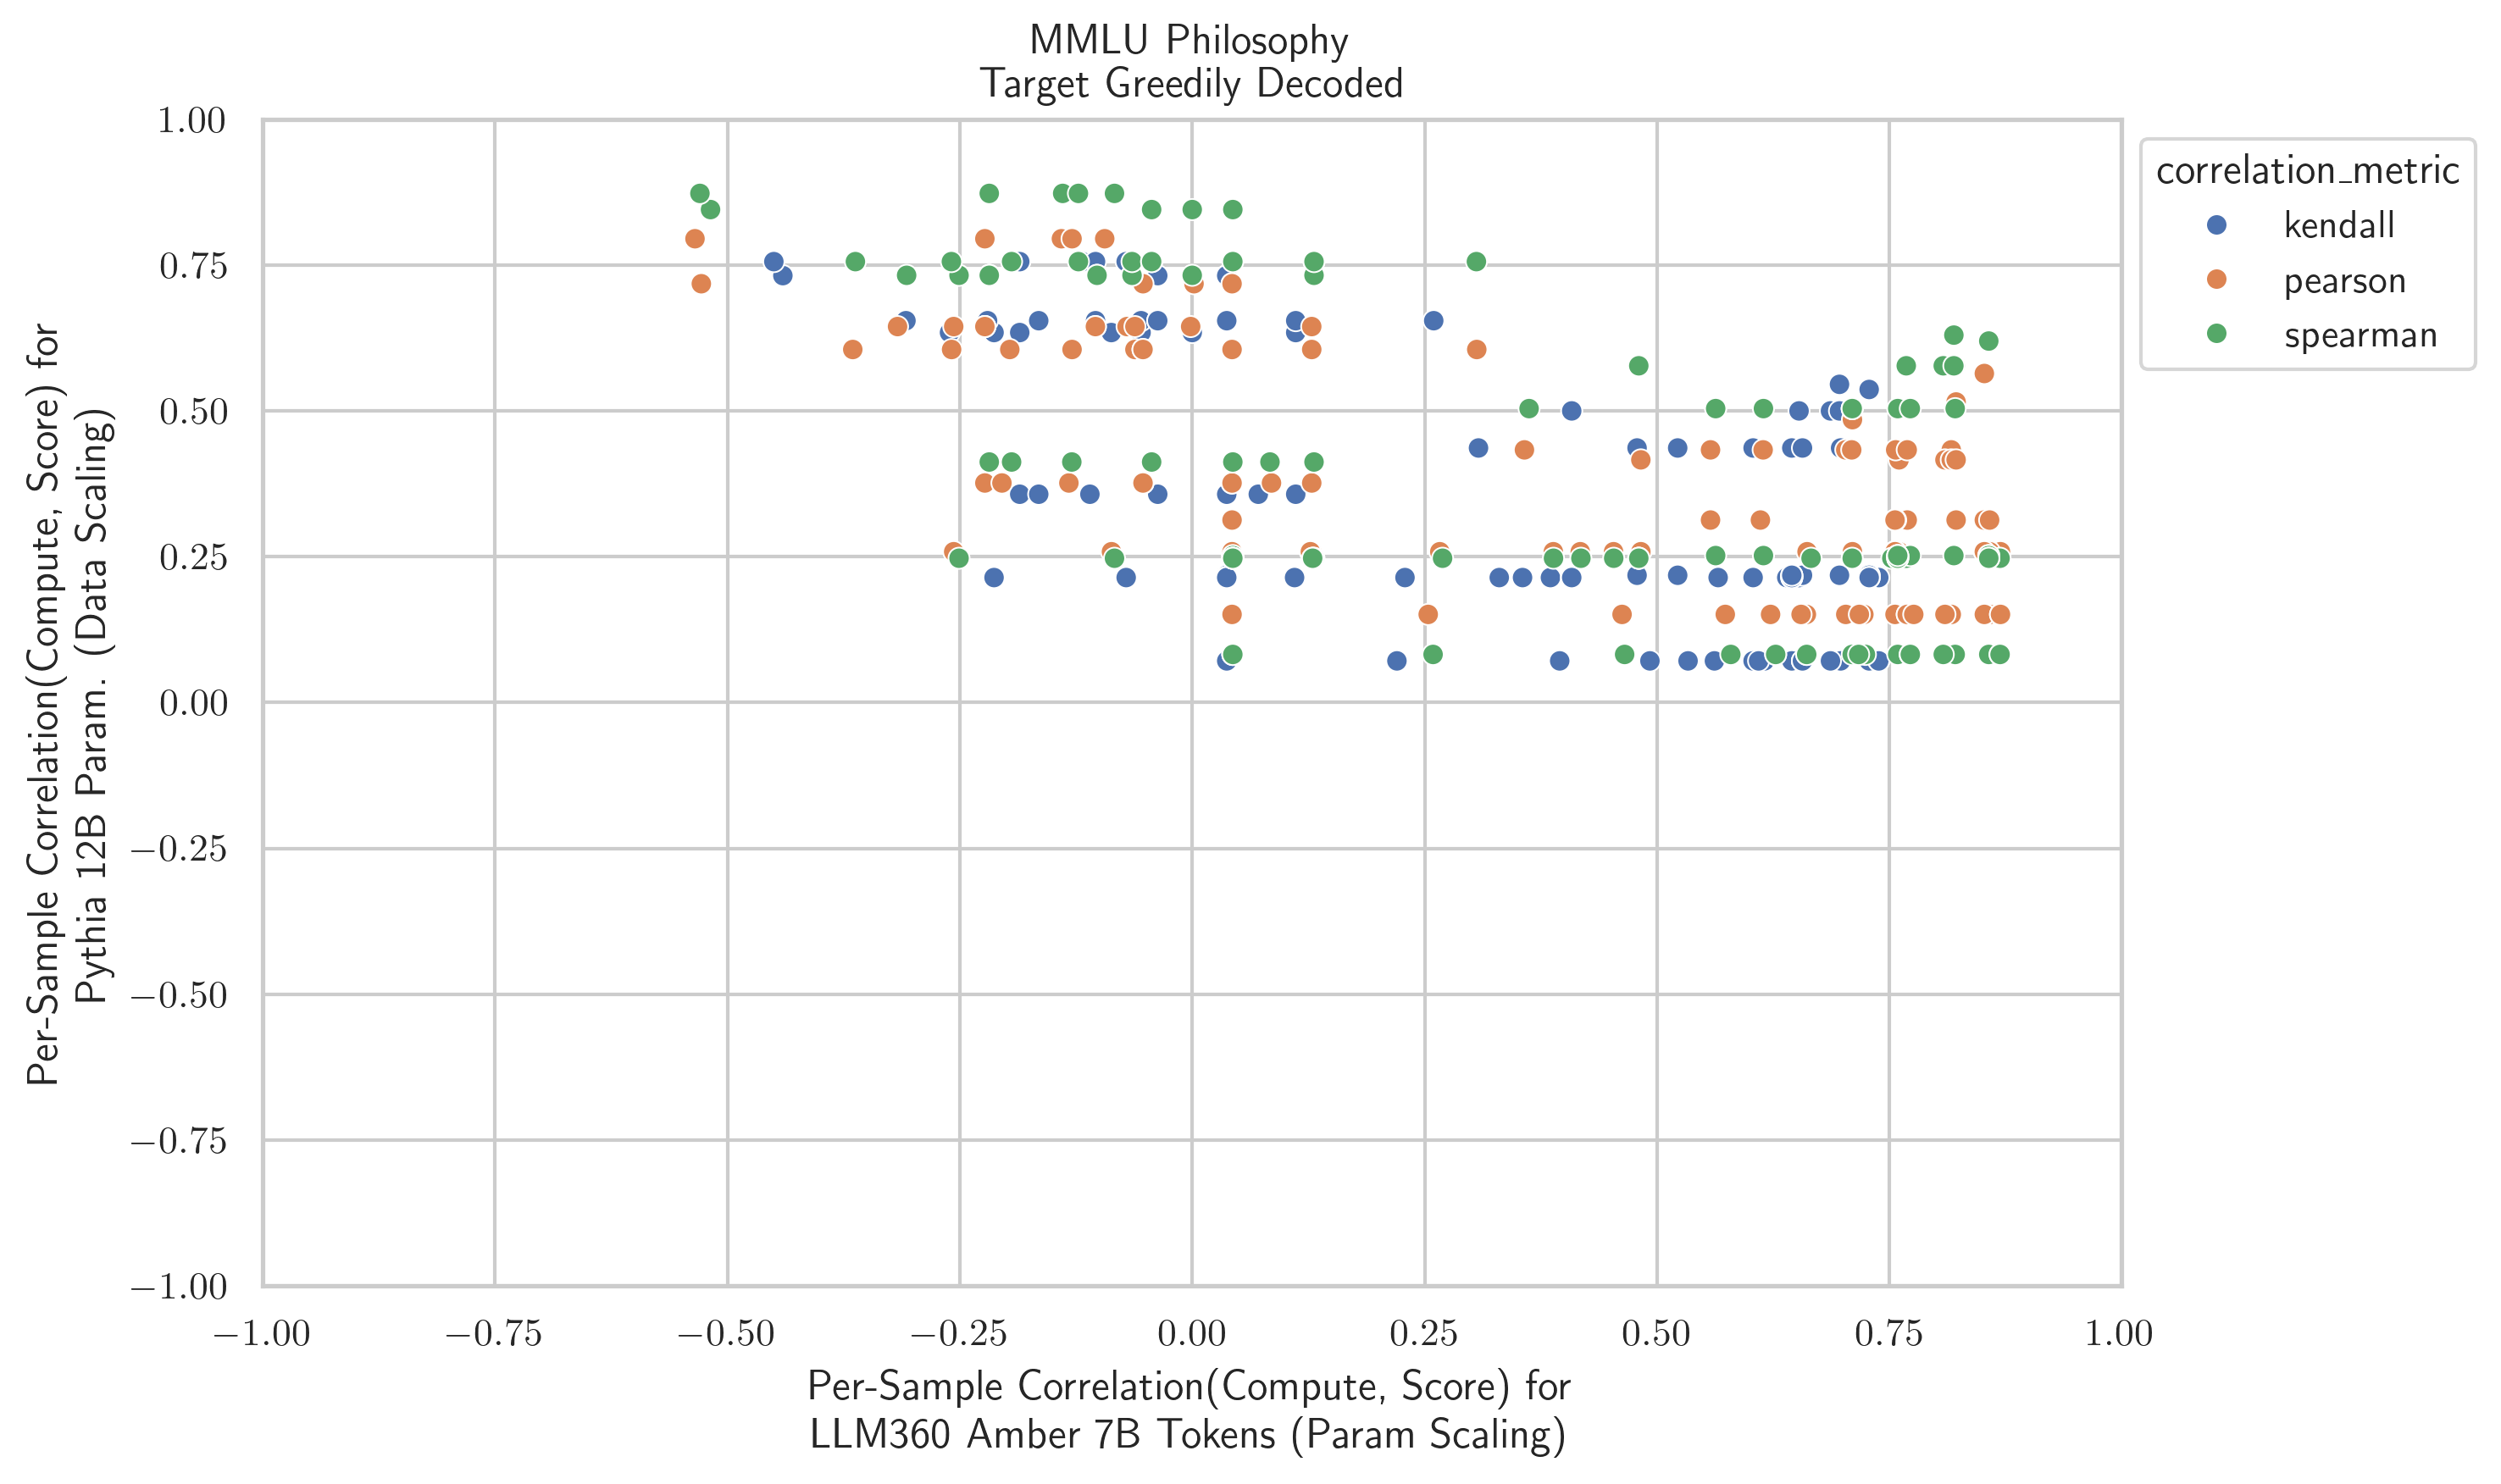 MMLU Philosophy
Target Greedily Decoded
Per-Sample Correlation(Compute, Score) for
Pythia 12B Param. (Data Scaling)
1.00
0.75
0.50
0.25
0.00
−0.25
−0.50
−0.75
−1.00
−1.00
−0.75
−0.50
−0.25
0.00
0.25
0.50
0.75
1.00
Per-Sample Correlation(Compute, Score) for
LLM360 Amber 7B Tokens (Param Scaling)
correlation_metric
kendall
pearson
spearman